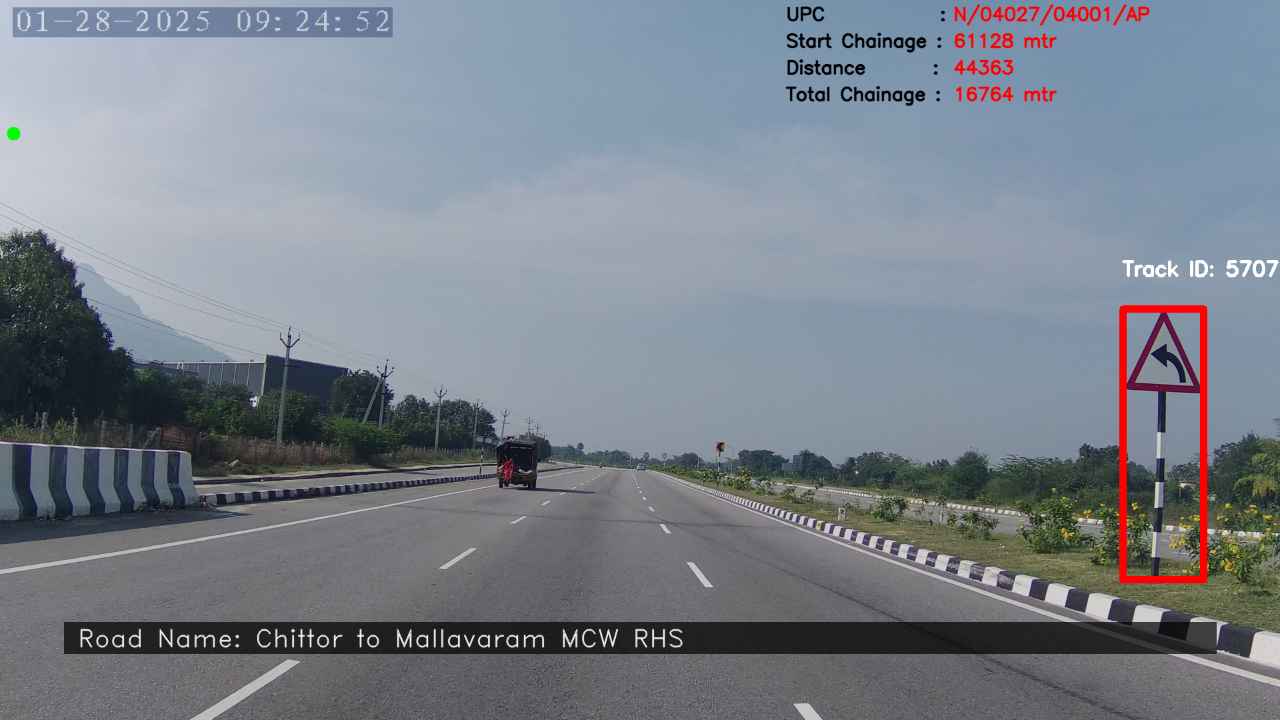 01-28-2025 09:24:52
UPC : N/04027/04001/AP
Start Chainage : 61128 mtr
Distance : 44363
Total Chainage : 16764 mtr
Track ID: 5707
Road Name: Chittor to Mallavaram MCW RHS